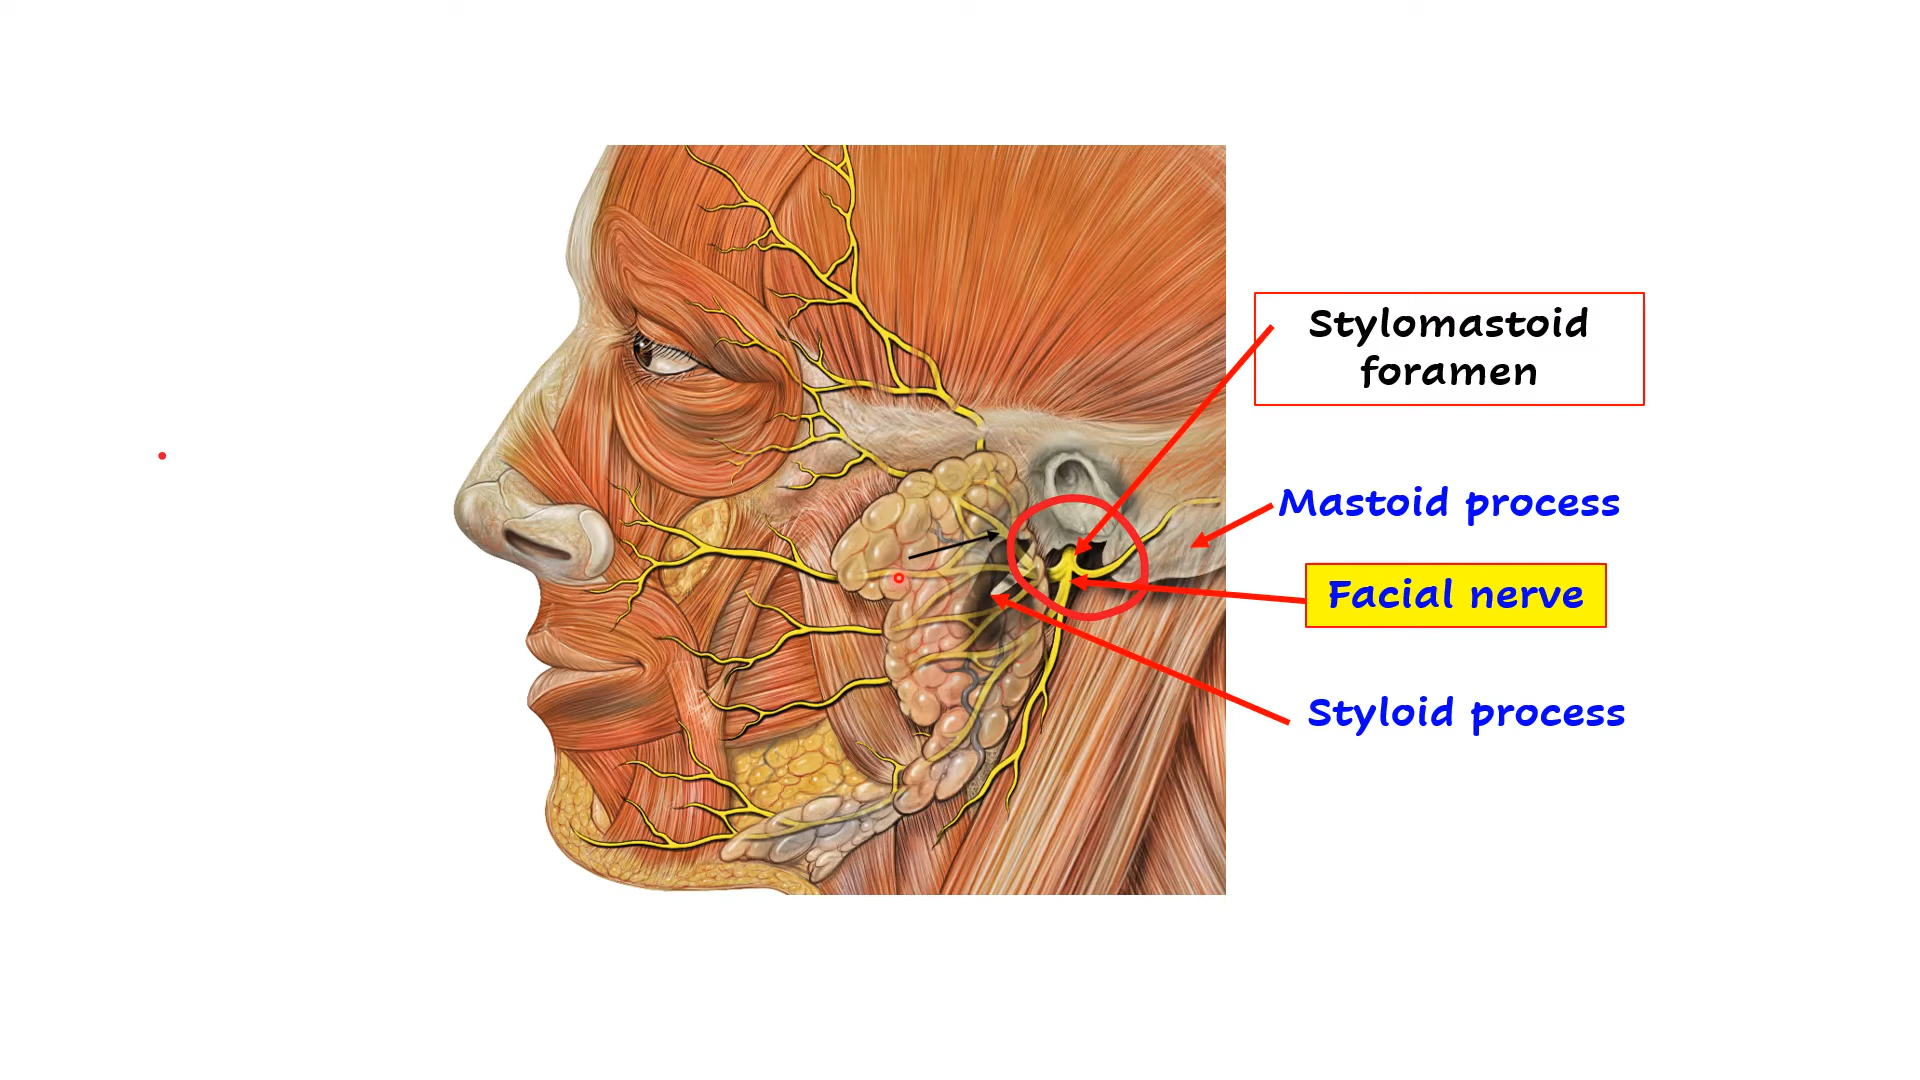 Stylomastoid
foramen
Mastoid process
Facial nerve
Styloid process